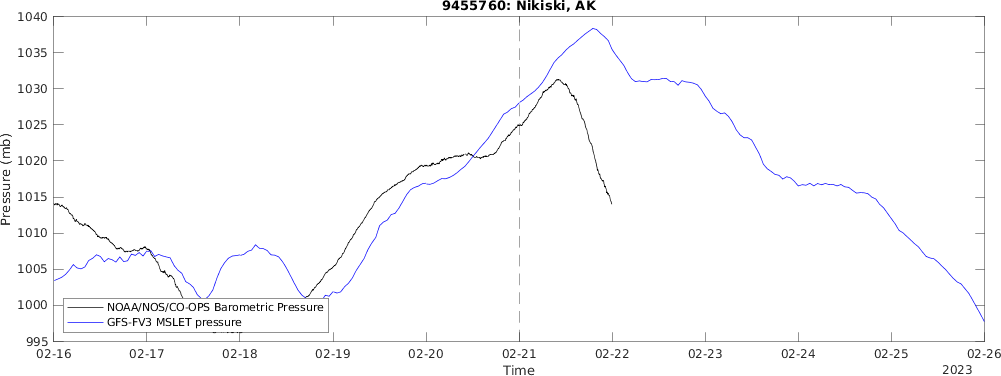 9455760: Nikiski, AK
1040
1035
1030
1025
1020
1015
1010
1005
1000
995
Pressure (mb)
NOAA/NOS/CO-OPS Barometric Pressure
GFS-FV3 MSLET pressure
02-16 02-17 02-18 02-19 02-20 02-21 02-22 02-23 02-24 02-25 02-26
Time
2023